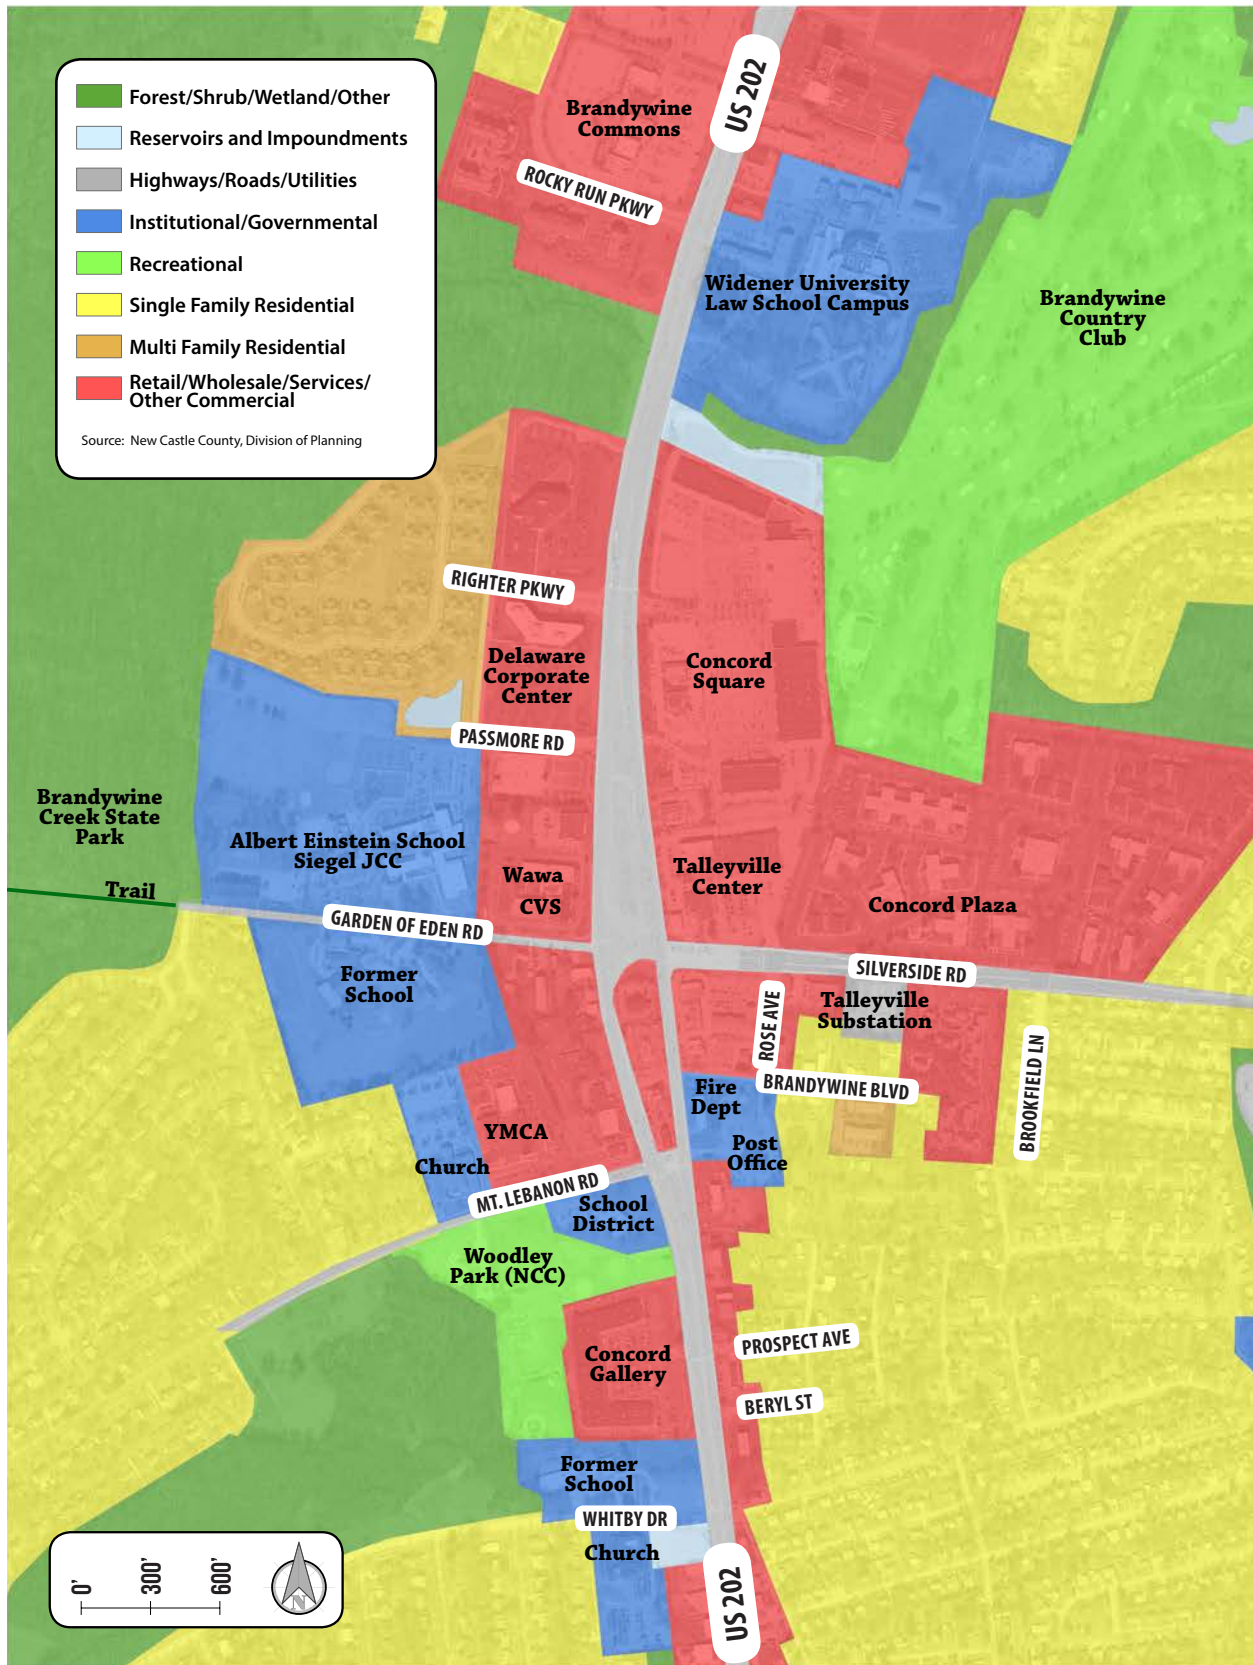 US 202
Forest/Shrub/Wetland/Other
Reservoirs and Impoundments
Highways/Roads/Utilities
Institutional/Governmental
Recreational
Single Family Residential
Multi Family Residential
Retail/Wholesale/Services/
Other Commercial
Source: New Castle County, Division of Planning
Brandywine
Commons
ROCKY RUN PKWY
Widener University
Law School Campus
Brandywine
Country
Club
RIGHTER PKWY
Delaware
Corporate
Center
Concord
Square
PASSMORE RD
Brandywine
Creek State
Park
Trail
Albert Einstein School
Siegel JCC
Wawa
CVS
Talleyville
Center
Concord Plaza
GARDEN OF EDEN RD
SILVERSIDE RD
Former
School
ROSE AVE
Talleyville
Substation
BROOKFIELD LN
BRANDYWINE BLVD
Fire
Dept
Post
Office
YMCA
Church
MT. LEBANON RD
School
District
Woodley
Park (NCC)
PROSPECT AVE
Concord
Gallery
BERYL ST
Former
School
WHITBY DR
Church
US 202
0'
300'
600'
N